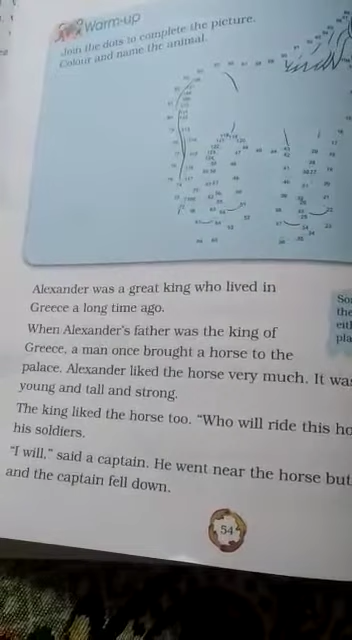 Warm-up
Join the dots to complete the picture.
Colour and name the animal.
Alexander was a great king who lived in
Greece a long time ago.
When Alexander's father was the king of
Greece, a man once brought a horse to the
palace. Alexander liked the horse very much. It was
young and tall and strong.
The king liked the horse too. "Who will ride this ho
his soldiers.
"I will," said a captain. He went near the horse but
and the captain fell down.
So
the
eit
pla
54